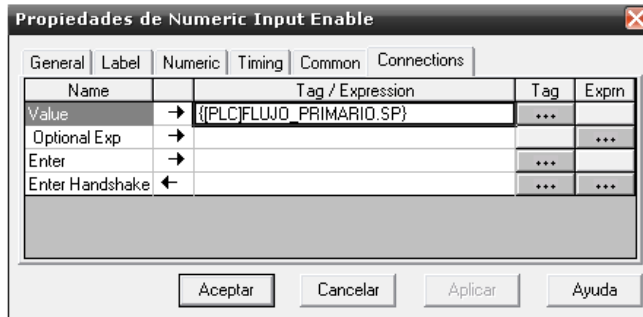 Propiedades de Numeric Input Enable
General Label Numeric Timing Common Connections
Name Tag / Expression Tag Exprn
Value → {[PLC]FLUJO_PRIMARIO.SP} ...
Optional Exp → ...
Enter → ...
Enter Handshake ← ... ...
Aceptar Cancelar Aplicar Ayuda